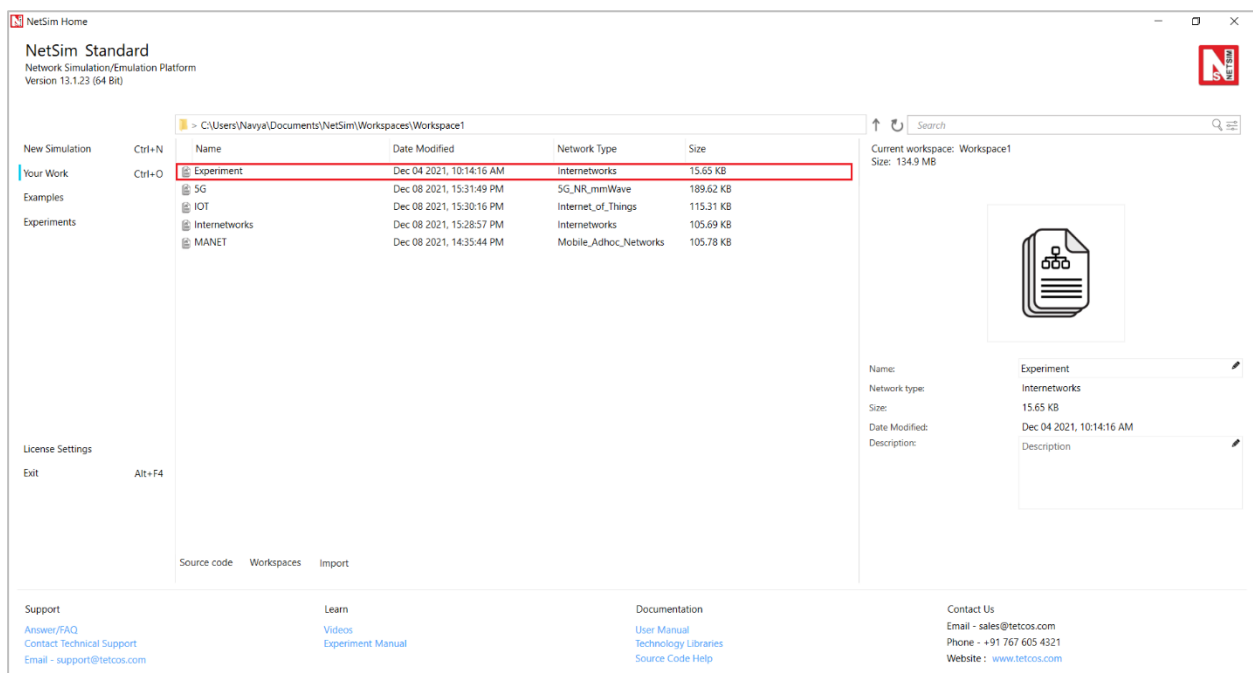 NetSim Home
NetSim Standard
Network Simulation/Emulation Platform
Version 13.1.23 (64 Bit)
NETSIM
> C:\Users\Navya\Documents\NetSim\Workspaces\Workspace1
Search
New Simulation Ctrl+N
Your Work Ctrl+O
Examples
Experiments
License Settings
Exit Alt+F4
Name Date Modified Network Type Size
Experiment Dec 04 2021, 10:14:16 AM Internetworks 15.65 KB
5G Dec 08 2021, 15:31:49 PM 5G_NR_mmWave 189.62 KB
IOT Dec 08 2021, 15:30:16 PM Internet_of_Things 115.31 KB
Internetworks Dec 08 2021, 15:28:57 PM Internetworks 105.69 KB
MANET Dec 08 2021, 14:35:44 PM Mobile_Adhoc_Networks 105.78 KB
Source code Workspaces Import
Current workspace: Workspace1
Size: 134.9 MB
Name: Experiment
Network type: Internetworks
Size: 15.65 KB
Date Modified: Dec 04 2021, 10:14:16 AM
Description: Description
Support
Answer/FAQ
Contact Technical Support
Email - support@tetcos.com
Learn
Videos
Experiment Manual
Documentation
User Manual
Technology Libraries
Source Code Help
Contact Us
Email - sales@tetcos.com
Phone - +91 767 605 4321
Website : www.tetcos.com